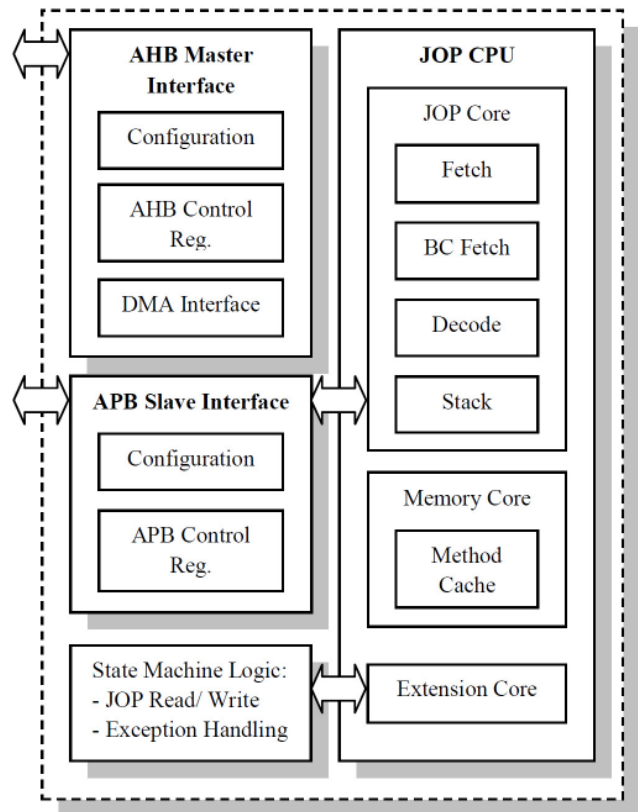 AHB Master
Interface
Configuration
AHB Control
Reg.
DMA Interface
APB Slave Interface
Configuration
APB Control
Reg.
State Machine Logic:
- JOP Read/ Write
- Exception Handling
JOP CPU
JOP Core
Fetch
BC Fetch
Decode
Stack
Memory Core
Method
Cache
Extension Core